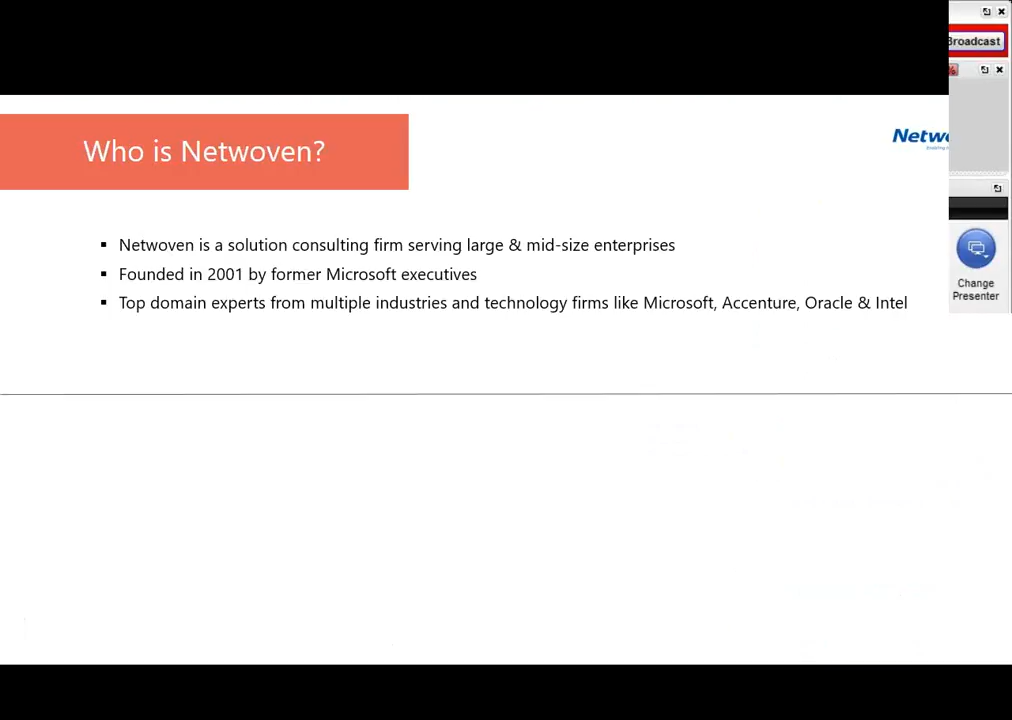 Broadcast
Who is Netwoven?
▪ Netwoven is a solution consulting firm serving large & mid-size enterprises
▪ Founded in 2001 by former Microsoft executives
▪ Top domain experts from multiple industries and technology firms like Microsoft, Accenture, Oracle & Intel
Change
Presenter